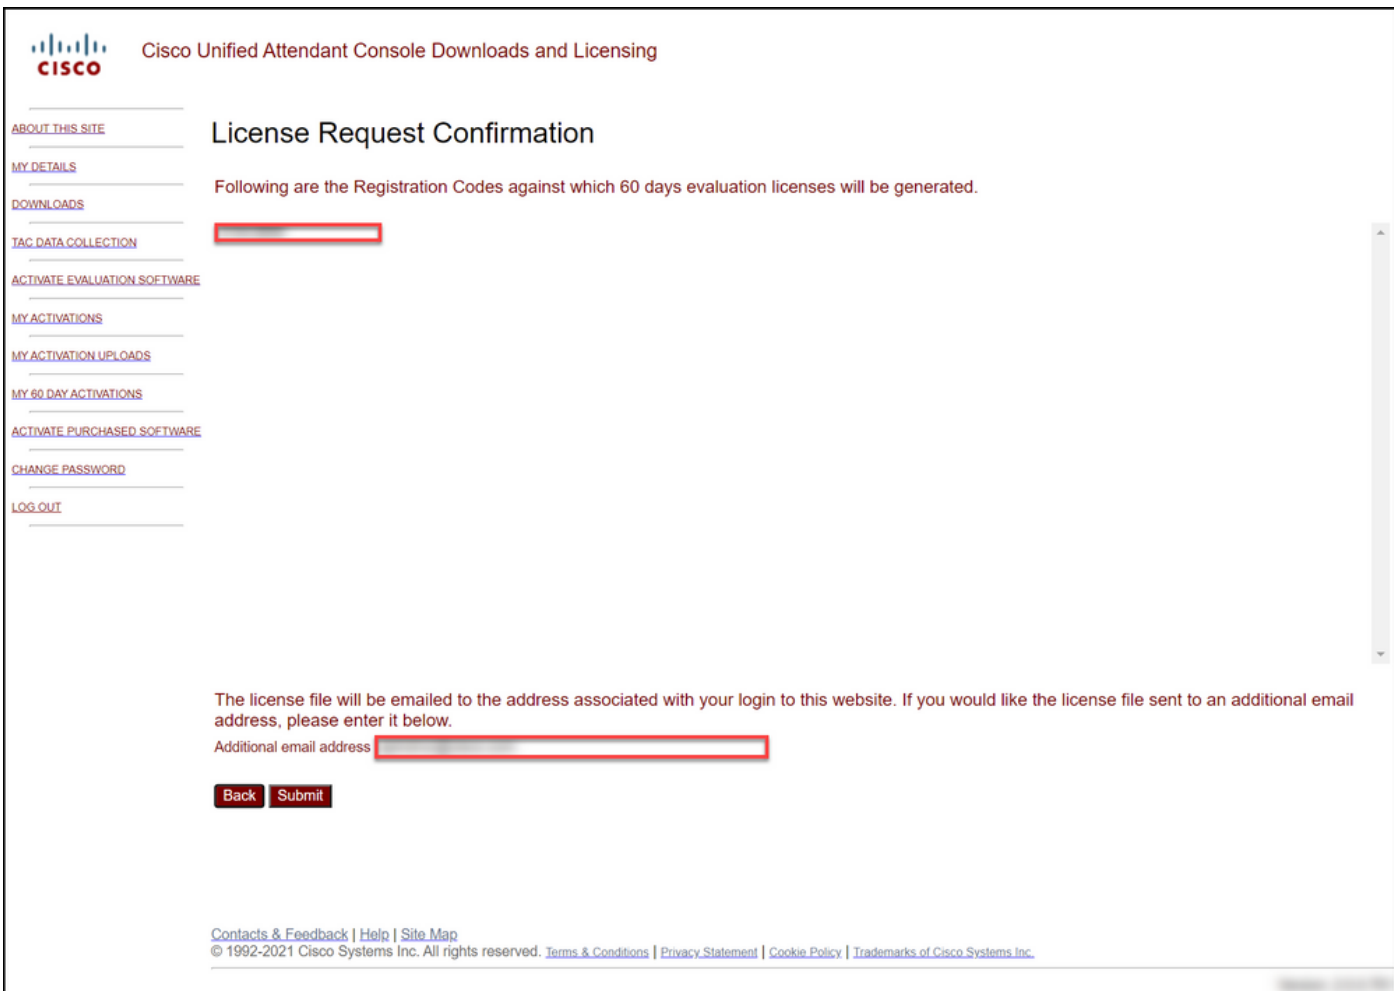 CISCO
Cisco Unified Attendant Console Downloads and Licensing
ABOUT THIS SITE
MY DETAILS
DOWNLOADS
TAC DATA COLLECTION
ACTIVATE EVALUATION SOFTWARE
MY ACTIVATIONS
MY ACTIVATION UPLOADS
MY 60 DAY ACTIVATIONS
ACTIVATE PURCHASED SOFTWARE
CHANGE PASSWORD
LOG OUT
License Request Confirmation
Following are the Registration Codes against which 60 days evaluation licenses will be generated.
The license file will be emailed to the address associated with your login to this website. If you would like the license file sent to an additional email
address, please enter it below.
Additional email address
Back Submit
Contacts & Feedback | Help | Site Map
© 1992-2021 Cisco Systems Inc. All rights reserved. Terms & Conditions | Privacy Statement | Cookie Policy | Trademarks of Cisco Systems Inc.